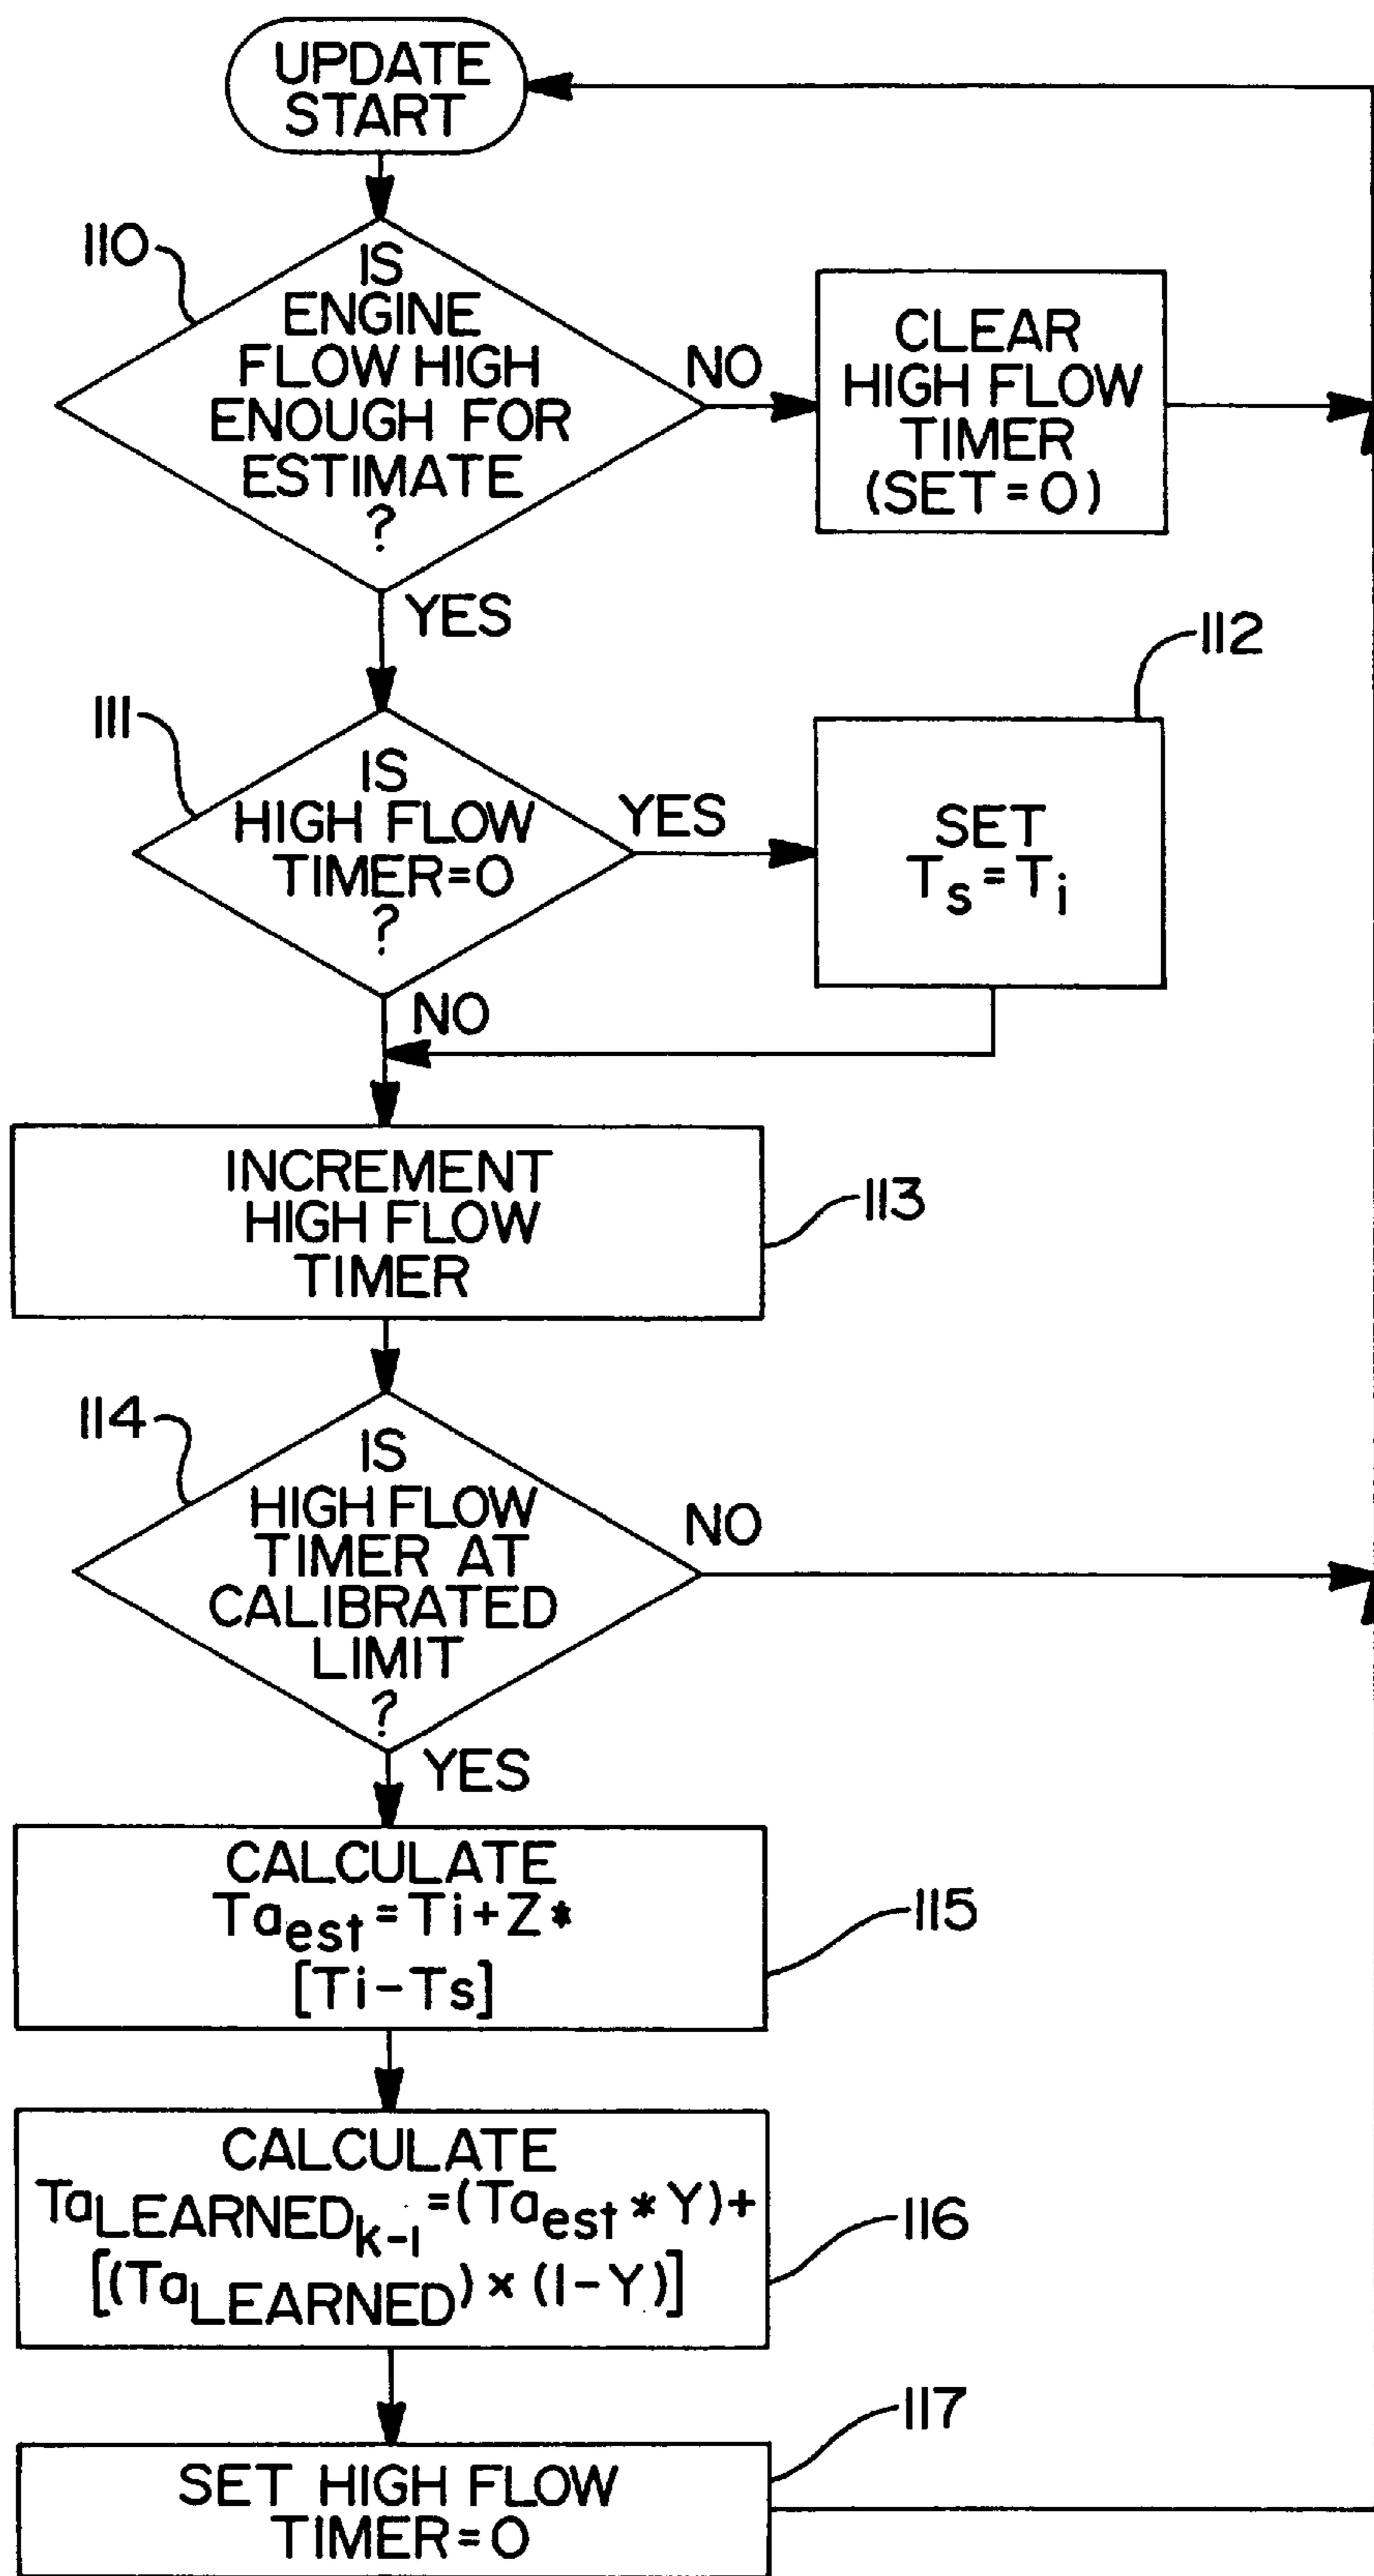 UPDATE
START
110
IS
ENGINE
FLOW HIGH
ENOUGH FOR
ESTIMATE
?
NO
CLEAR
HIGH FLOW
TIMER
(SET=0)
YES
111
IS
HIGH FLOW
TIMER=0
?
YES
112
SET
Ts=Ti
NO
INCREMENT
HIGH FLOW
TIMER
113
114
IS
HIGH FLOW
TIMER AT
CALIBRATED
LIMIT
?
NO
YES
CALCULATE
Taest=Ti+Z*
[Ti-Ts]
115
CALCULATE
TaLEARNEDk-1=(Taest*Y)+
[(TaLEARNED)×(1-Y)]
116
SET HIGH FLOW
TIMER=0
117